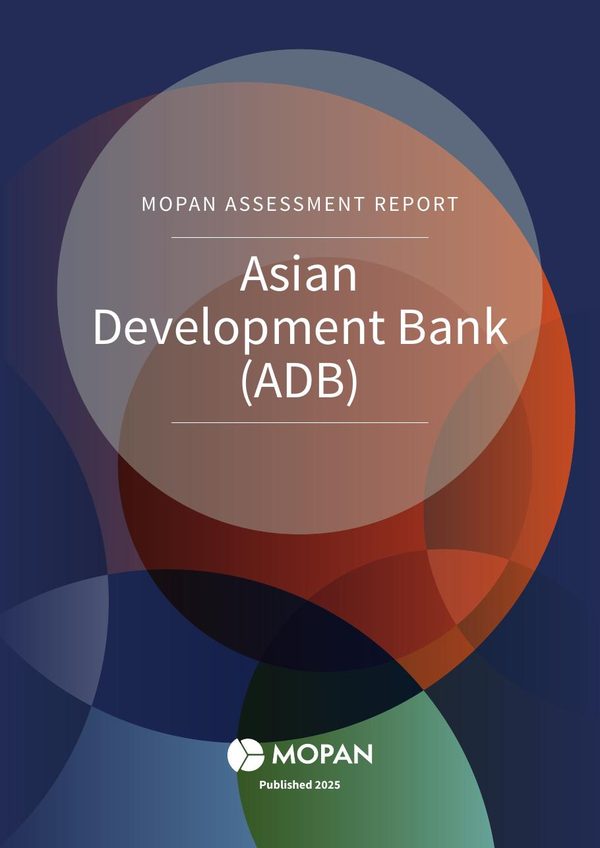 MOPAN ASSESSMENT REPORT
Asian
Development Bank
(ADB)
MOPAN
Published 2025